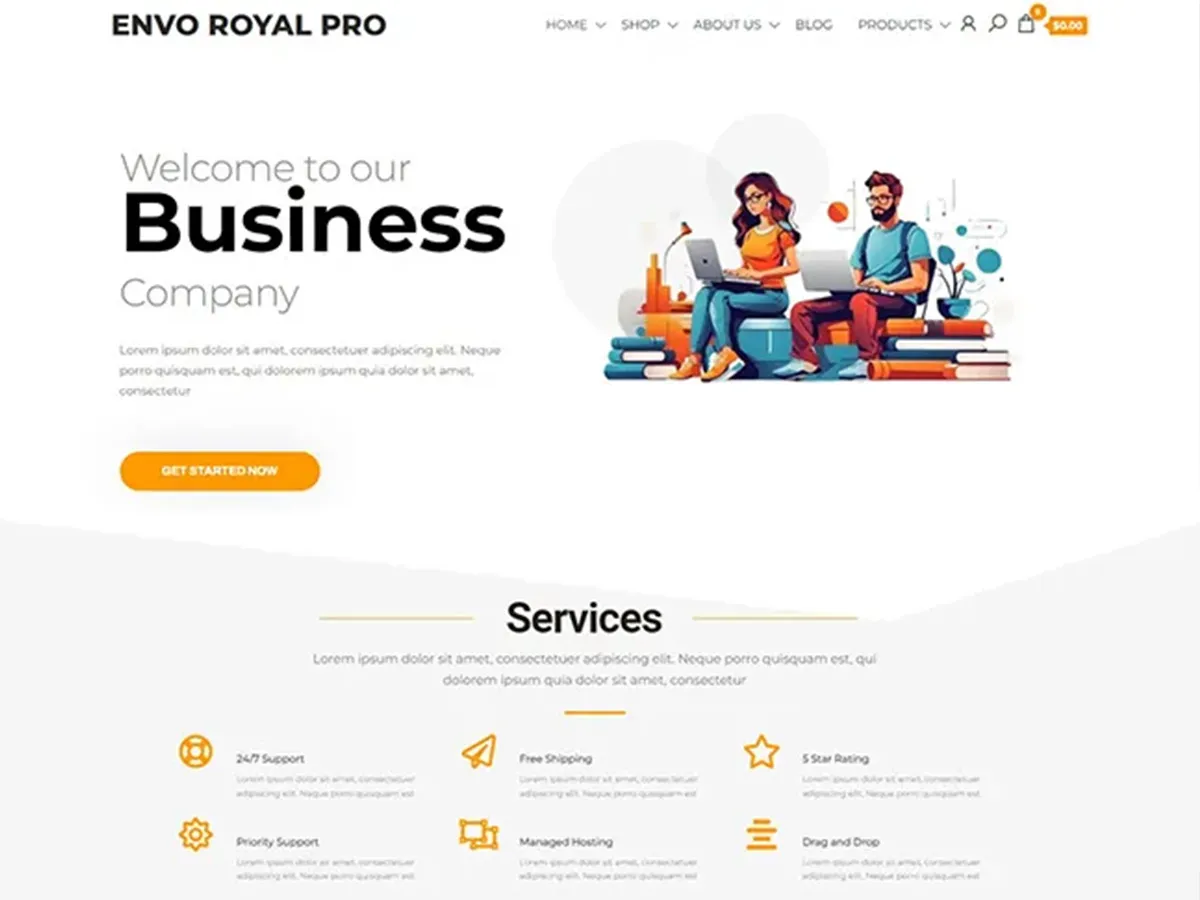 ENVO ROYAL PRO
HOME SHOP ABOUT US BLOG PRODUCTS $0.00
Welcome to our
Business
Company
Lorem ipsum dolor sit amet, consectetuer adipiscing elit. Neque
porro quisquam est, qui dolorem ipsum quia dolor sit amet,
consectetur
GET STARTED NOW
Services
Lorem ipsum dolor sit amet, consectetuer adipiscing elit. Neque porro quisquam est, qui
dolorem ipsum quia dolor sit amet, consectetur
24/7 Support
Lorem ipsum dolor sit amet, consectetuer
adipiscing elit. Neque porro quisquam est
Free Shipping
Lorem ipsum dolor sit amet, consectetuer
adipiscing elit. Neque porro quisquam est
5 Star Rating
Lorem ipsum dolor sit amet, consectetuer
adipiscing elit. Neque porro quisquam est
Priority Support
Lorem ipsum dolor sit amet, consectetuer
adipiscing elit. Neque porro quisquam est
Managed Hosting
Lorem ipsum dolor sit amet, consectetuer
adipiscing elit. Neque porro quisquam est
Drag and Drop
Lorem ipsum dolor sit amet, consectetuer
adipiscing elit. Neque porro quisquam est